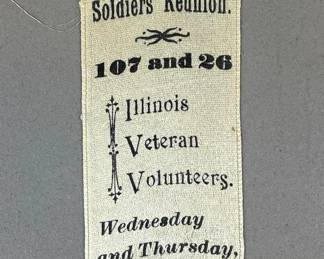 Soldiers' Reunion.
107 and 26
Illinois
Veteran
Volunteers.
Wednesday
and Thursday,